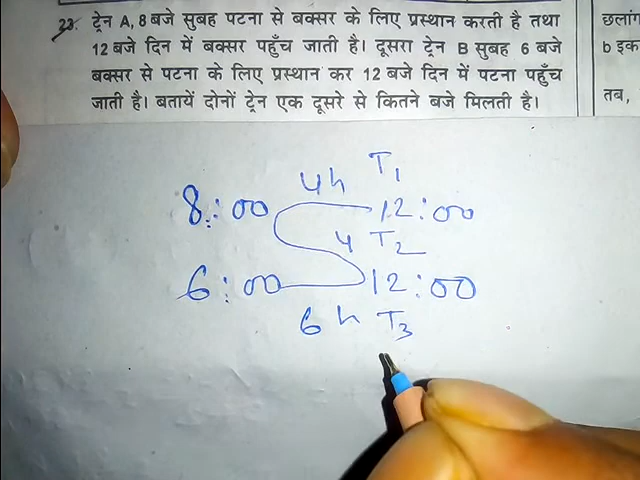 23. ट्रेन A, 8 बजे सुबह पटना से बक्सर के लिए प्रस्थान करती है तथा
12 बजे दिन में बक्सर पहुँच जाती है। दूसरा ट्रेन B सुबह 6 बजे
बक्सर से पटना के लिए प्रस्थान कर 12 बजे दिन में पटना पहुँच
जाती है। बतायें दोनों ट्रेन एक दूसरे से कितने बजे मिलती है।
छलांग
b इक
तब,
4h T1
8:00 12:00
4 T2
6:00 12:00
6 h T3